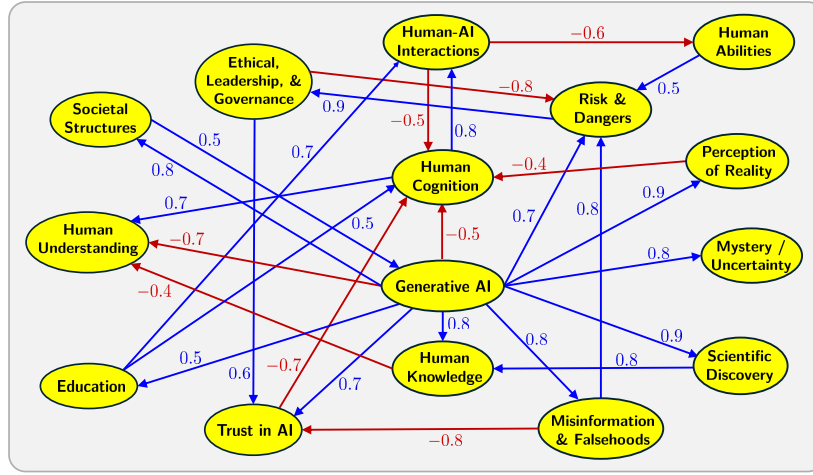 Human-AI
Interactions
−0.6
Human
Abilities
Ethical,
Leadership, &
Governance
−0.8
0.9
0.5
Risk &
Dangers
Societal
Structures
0.5
0.8
0.7
−0.5
0.8
Human
Cognition
−0.4
Perception
of Reality
0.9
0.7
0.5
0.7
0.8
Human
Understanding
−0.7
−0.5
0.8
Mystery /
Uncertainty
−0.4
Generative AI
0.8
0.8
0.9
0.5
Human
Knowledge
0.8
Scientific
Discovery
Education
0.6
−0.7
0.7
Trust in AI
−0.8
Misinformation
& Falsehoods